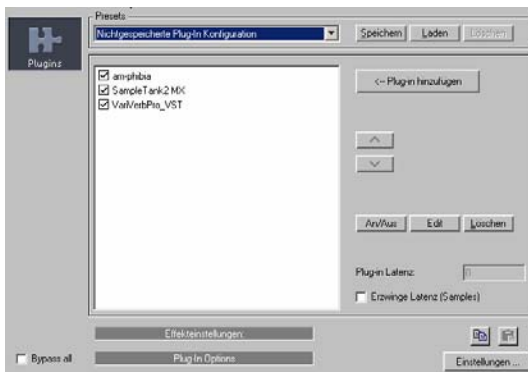 Presets:
Nichtgespeicherte Plug-In Konfiguration
Speichern
Laden
Löschen
Plugins
am-phibia
SampleTank2 MX
VariVerbPro_VST
<-- Plug-in hinzufügen
An/Aus
Edit
Löschen
Plug-in Latenz:
0
Erzwinge Latenz (Samples)
Effekteinstellungen:
Bypass all
Plug-In Options
Einstellungen ...